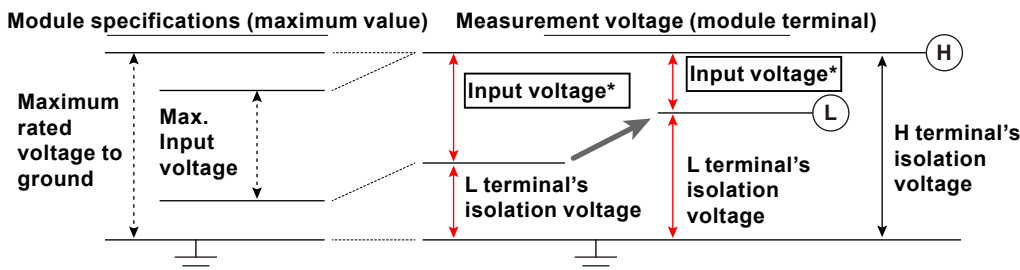 Module specifications (maximum value)
Measurement voltage (module terminal)
Maximum
rated
voltage to
ground
Max.
Input
voltage
Input voltage*
L terminal’s
isolation voltage
Input voltage*
L terminal’s
isolation
voltage
H
L
H terminal’s
isolation
voltage